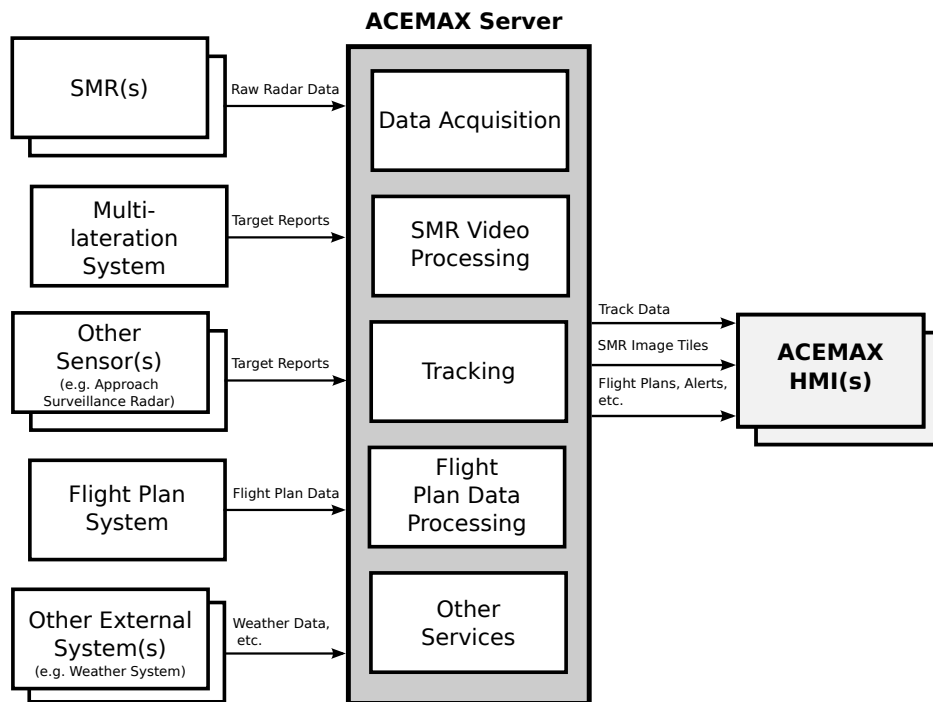 ACEMAX Server
SMR(s)
Raw Radar Data
Data Acquisition
Multi-
lateration
System
Target Reports
SMR Video
Processing
Other
Sensor(s)
(e.g. Approach
Surveillance Radar)
Target Reports
Tracking
Track Data
SMR Image Tiles
Flight Plans, Alerts,
etc.
ACEMAX
HMI(s)
Flight Plan
System
Flight Plan Data
Flight
Plan Data
Processing
Other External
System(s)
(e.g. Weather System)
Weather Data,
etc.
Other
Services